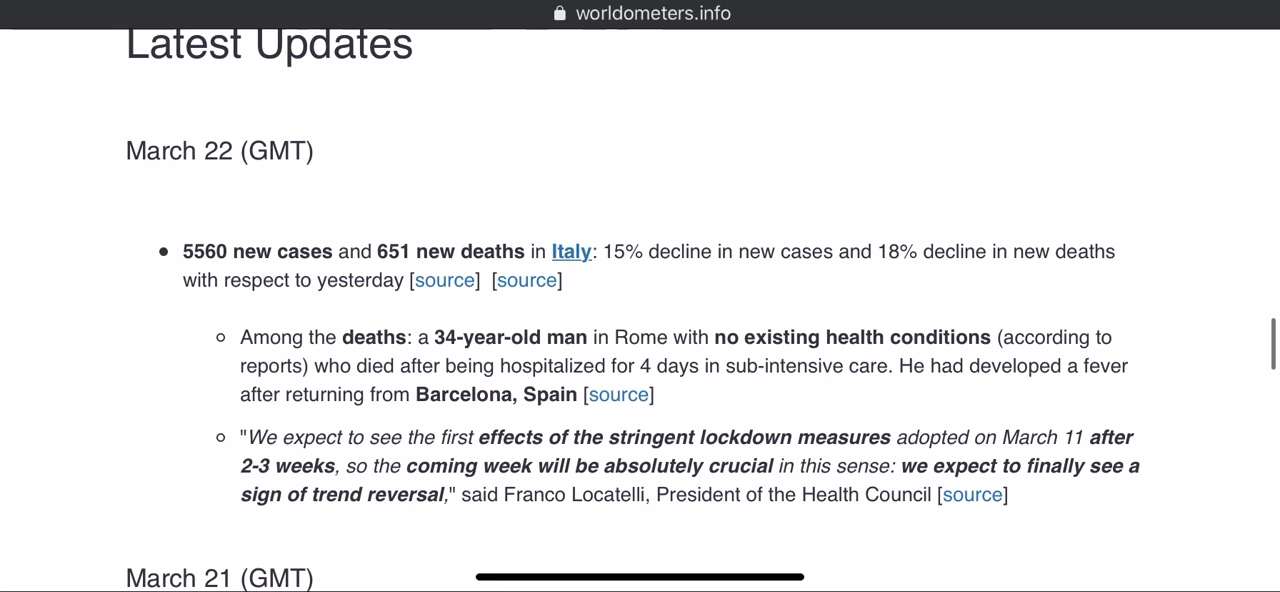 worldometers.info
Latest Updates
March 22 (GMT)
5560 new cases and 651 new deaths in Italy: 15% decline in new cases and 18% decline in new deaths
with respect to yesterday [source]  [source]
Among the deaths: a 34-year-old man in Rome with no existing health conditions (according to
reports) who died after being hospitalized for 4 days in sub-intensive care. He had developed a fever
after returning from Barcelona, Spain [source]
"We expect to see the first effects of the stringent lockdown measures adopted on March 11 after
2-3 weeks, so the coming week will be absolutely crucial in this sense: we expect to finally see a
sign of trend reversal," said Franco Locatelli, President of the Health Council [source]
March 21 (GMT)